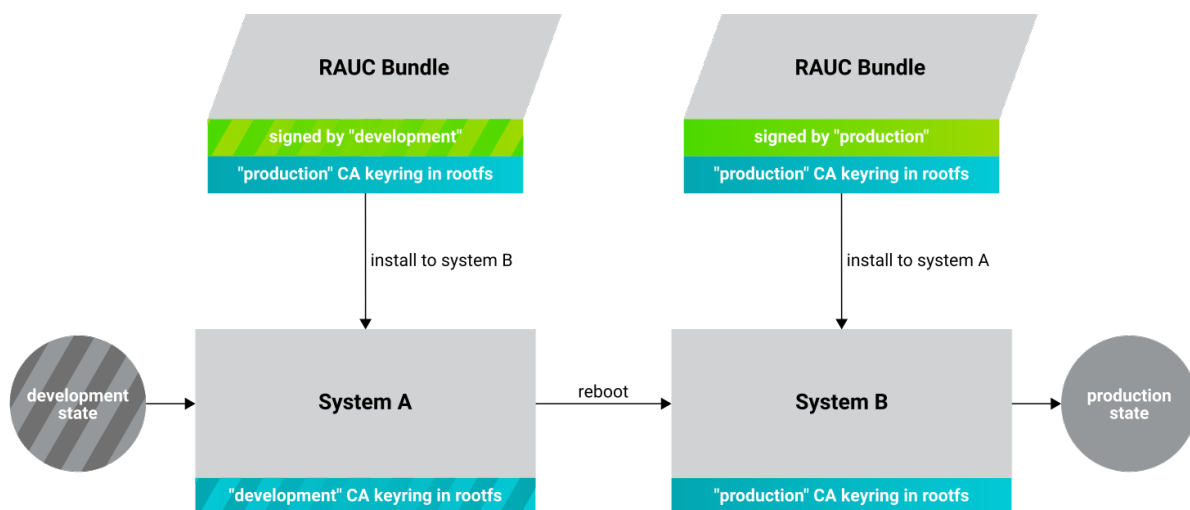 RAUC Bundle
signed by "development"
"production" CA keyring in rootfs
RAUC Bundle
signed by "production"
"production" CA keyring in rootfs
install to system B
install to system A
development
state
System A
"development" CA keyring in rootfs
reboot
System B
"production" CA keyring in rootfs
production
state